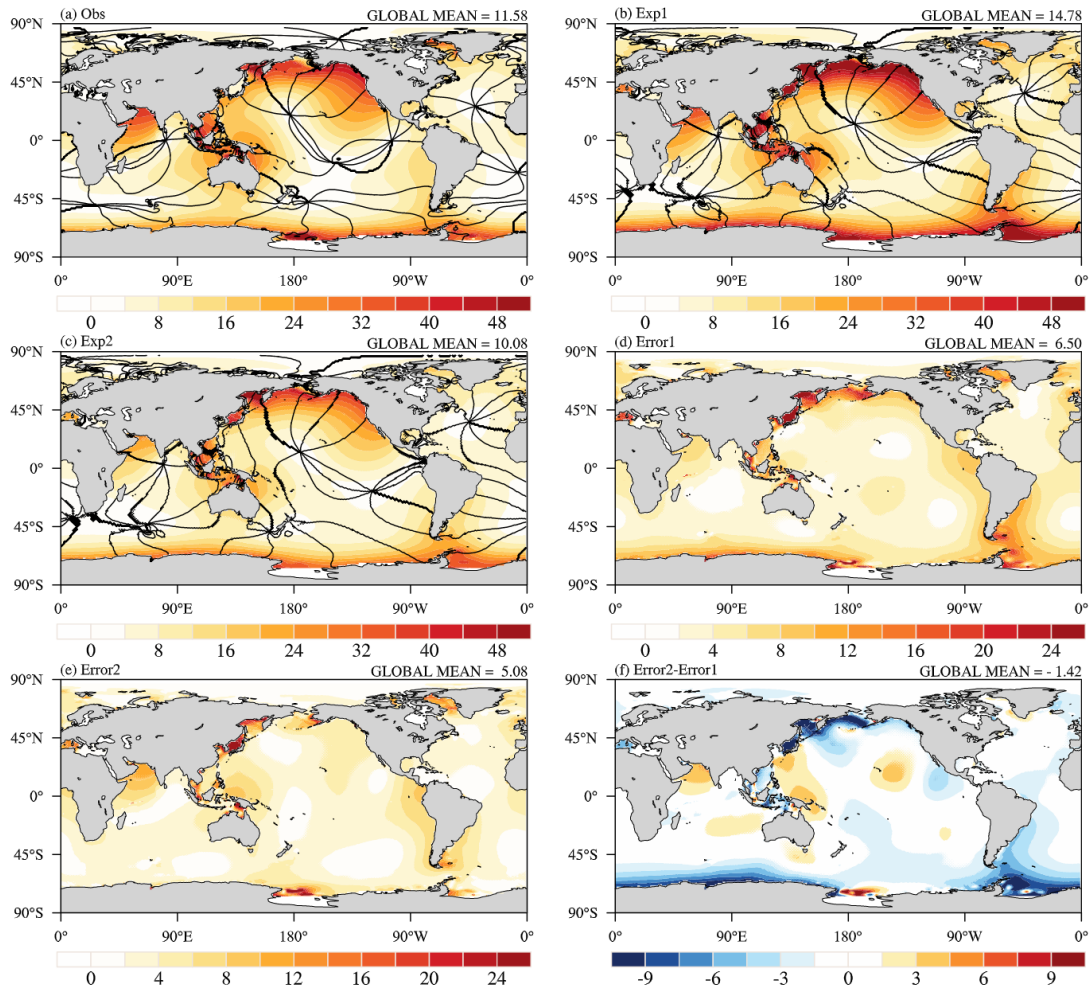 (a) Obs GLOBAL MEAN = 11.58
90°N
45°N
0°
45°S
90°S
0° 90°E 180° 90°W 0°
0 8 16 24 32 40 48
(b) Exp1 GLOBAL MEAN = 14.78
90°N
45°N
0°
45°S
90°S
0° 90°E 180° 90°W 0°
0 8 16 24 32 40 48
(c) Exp2 GLOBAL MEAN = 10.08
90°N
45°N
0°
45°S
90°S
0° 90°E 180° 90°W 0°
0 8 16 24 32 40 48
(d) Error1 GLOBAL MEAN = 6.50
90°N
45°N
0°
45°S
90°S
0° 90°E 180° 90°W 0°
0 4 8 12 16 20 24
(e) Error2 GLOBAL MEAN = 5.08
90°N
45°N
0°
45°S
90°S
0° 90°E 180° 90°W 0°
0 4 8 12 16 20 24
(f) Error2-Error1 GLOBAL MEAN = - 1.42
90°N
45°N
0°
45°S
90°S
0° 90°E 180° 90°W 0°
-9 -6 -3 0 3 6 9